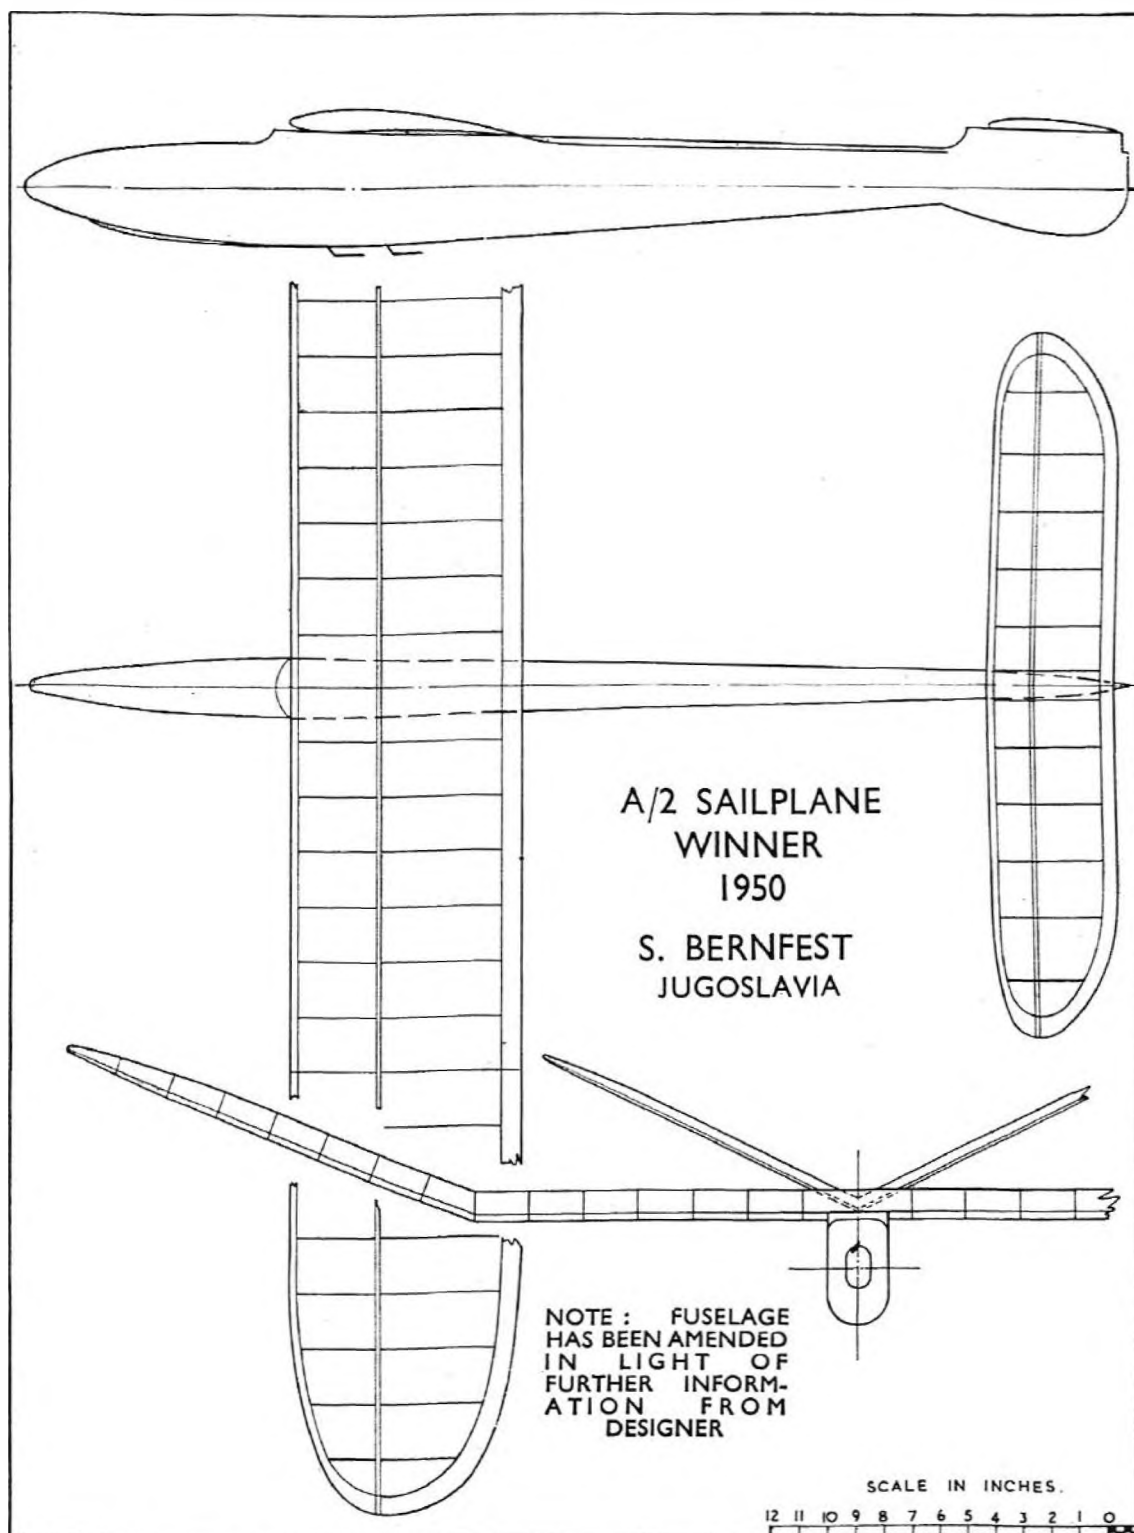 A/2 SAILPLANE
WINNER
1950
S. BERNFEST
JUGOSLAVIA
NOTE : FUSELAGE
HAS BEEN AMENDED
IN LIGHT OF
FURTHER INFORM-
ATION FROM
DESIGNER
SCALE IN INCHES.
12 11 10 9 8 7 6 5 4 3 2 1 0